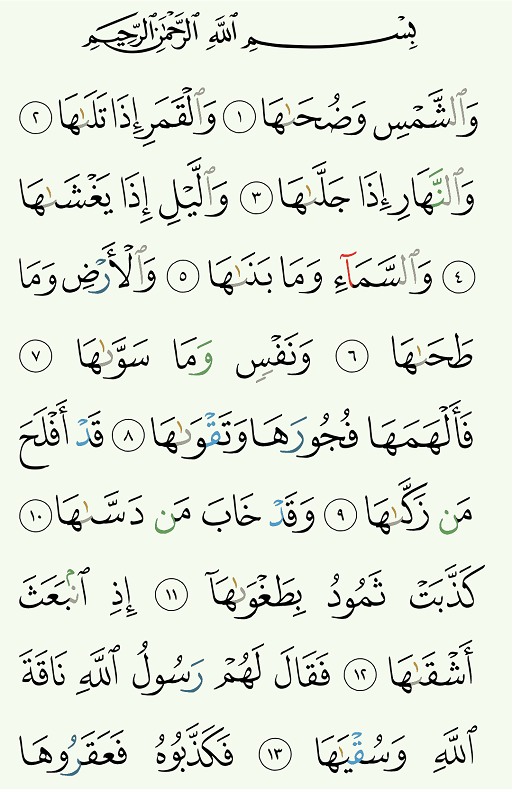 بِسْمِ ٱللَّهِ ٱلرَّحْمَٰنِ ٱلرَّحِيمِ
وَٱلشَّمْسِ وَضُحَىٰهَا ١ وَٱلْقَمَرِ إِذَا تَلَىٰهَا ٢
وَٱلنَّهَارِ إِذَا جَلَّىٰهَا ٣ وَٱلَّيْلِ إِذَا يَغْشَىٰهَا
٤ وَٱلسَّمَآءِ وَمَا بَنَىٰهَا ٥ وَٱلْأَرْضِ وَمَا
طَحَىٰهَا ٦ وَنَفْسٍ وَمَا سَوَّىٰهَا ٧
فَأَلْهَمَهَا فُجُورَهَا وَتَقْوَىٰهَا ٨ قَدْ أَفْلَحَ
مَن زَكَّىٰهَا ٩ وَقَدْ خَابَ مَن دَسَّىٰهَا ١٠
كَذَّبَتْ ثَمُودُ بِطَغْوَىٰهَآ ١١ إِذِ ٱنۢبَعَثَ
أَشْقَىٰهَا ١٢ فَقَالَ لَهُمْ رَسُولُ ٱللَّهِ نَاقَةَ
ٱللَّهِ وَسُقْيَٰهَا ١٣ فَكَذَّبُوهُ فَعَقَرُوهَا